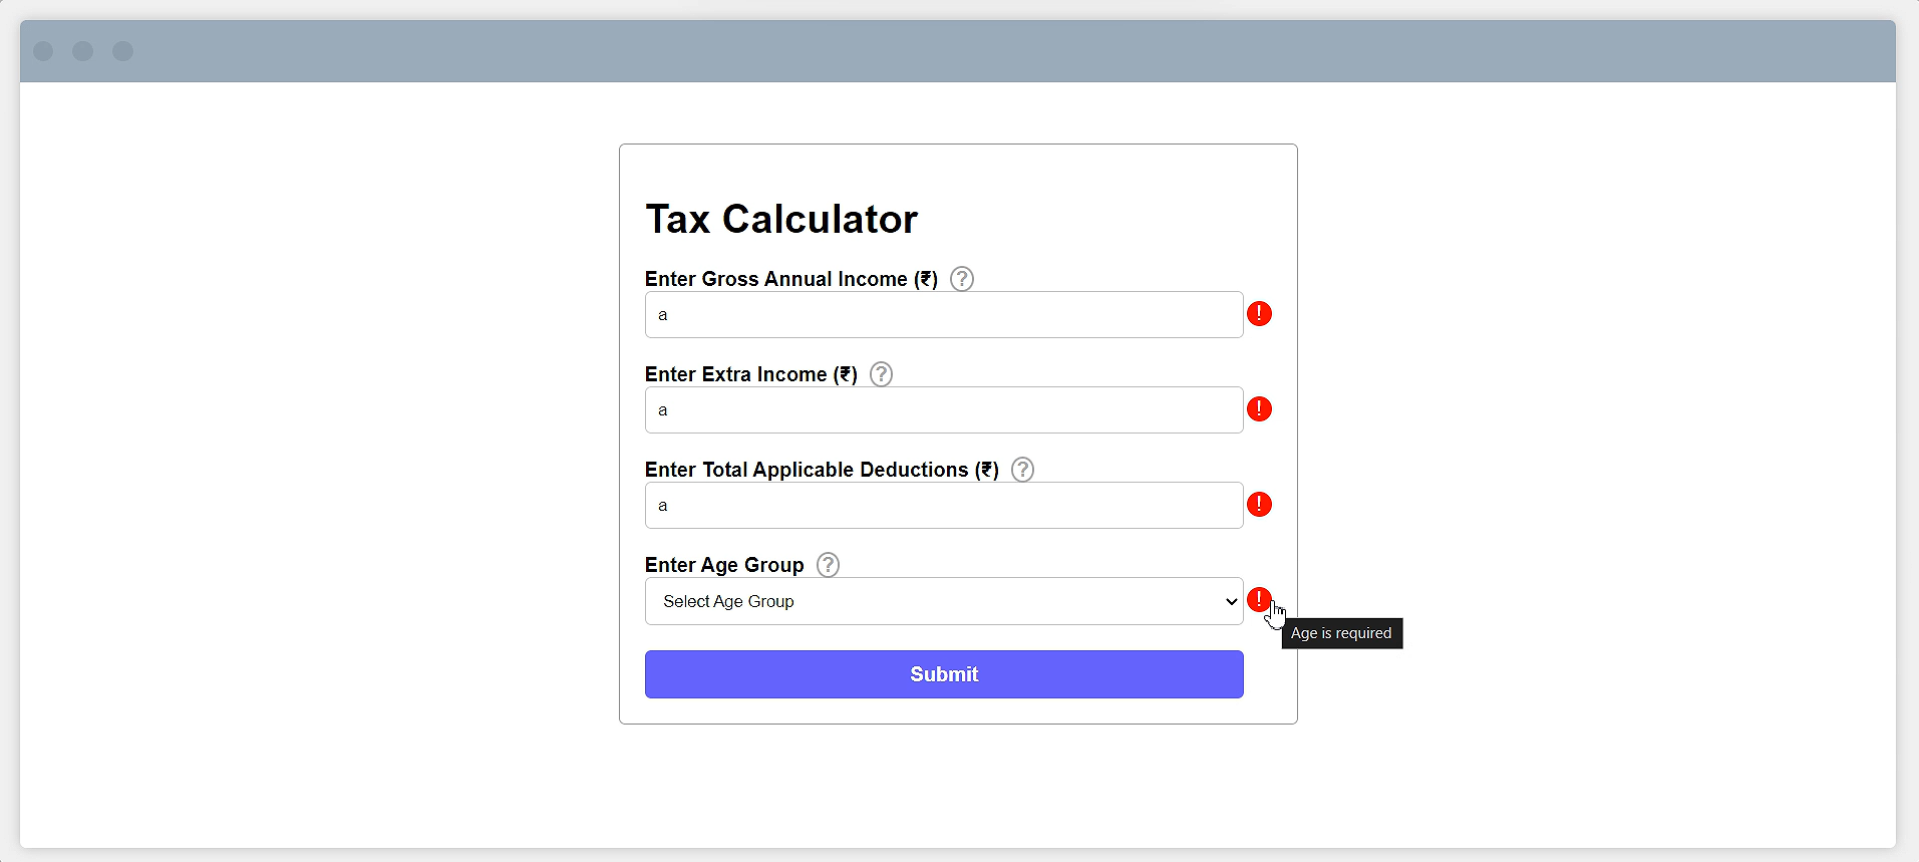 Tax Calculator
Enter Gross Annual Income (₹) ?
a !
Enter Extra Income (₹) ?
a !
Enter Total Applicable Deductions (₹) ?
a !
Enter Age Group ?
Select Age Group !
Age is required
Submit